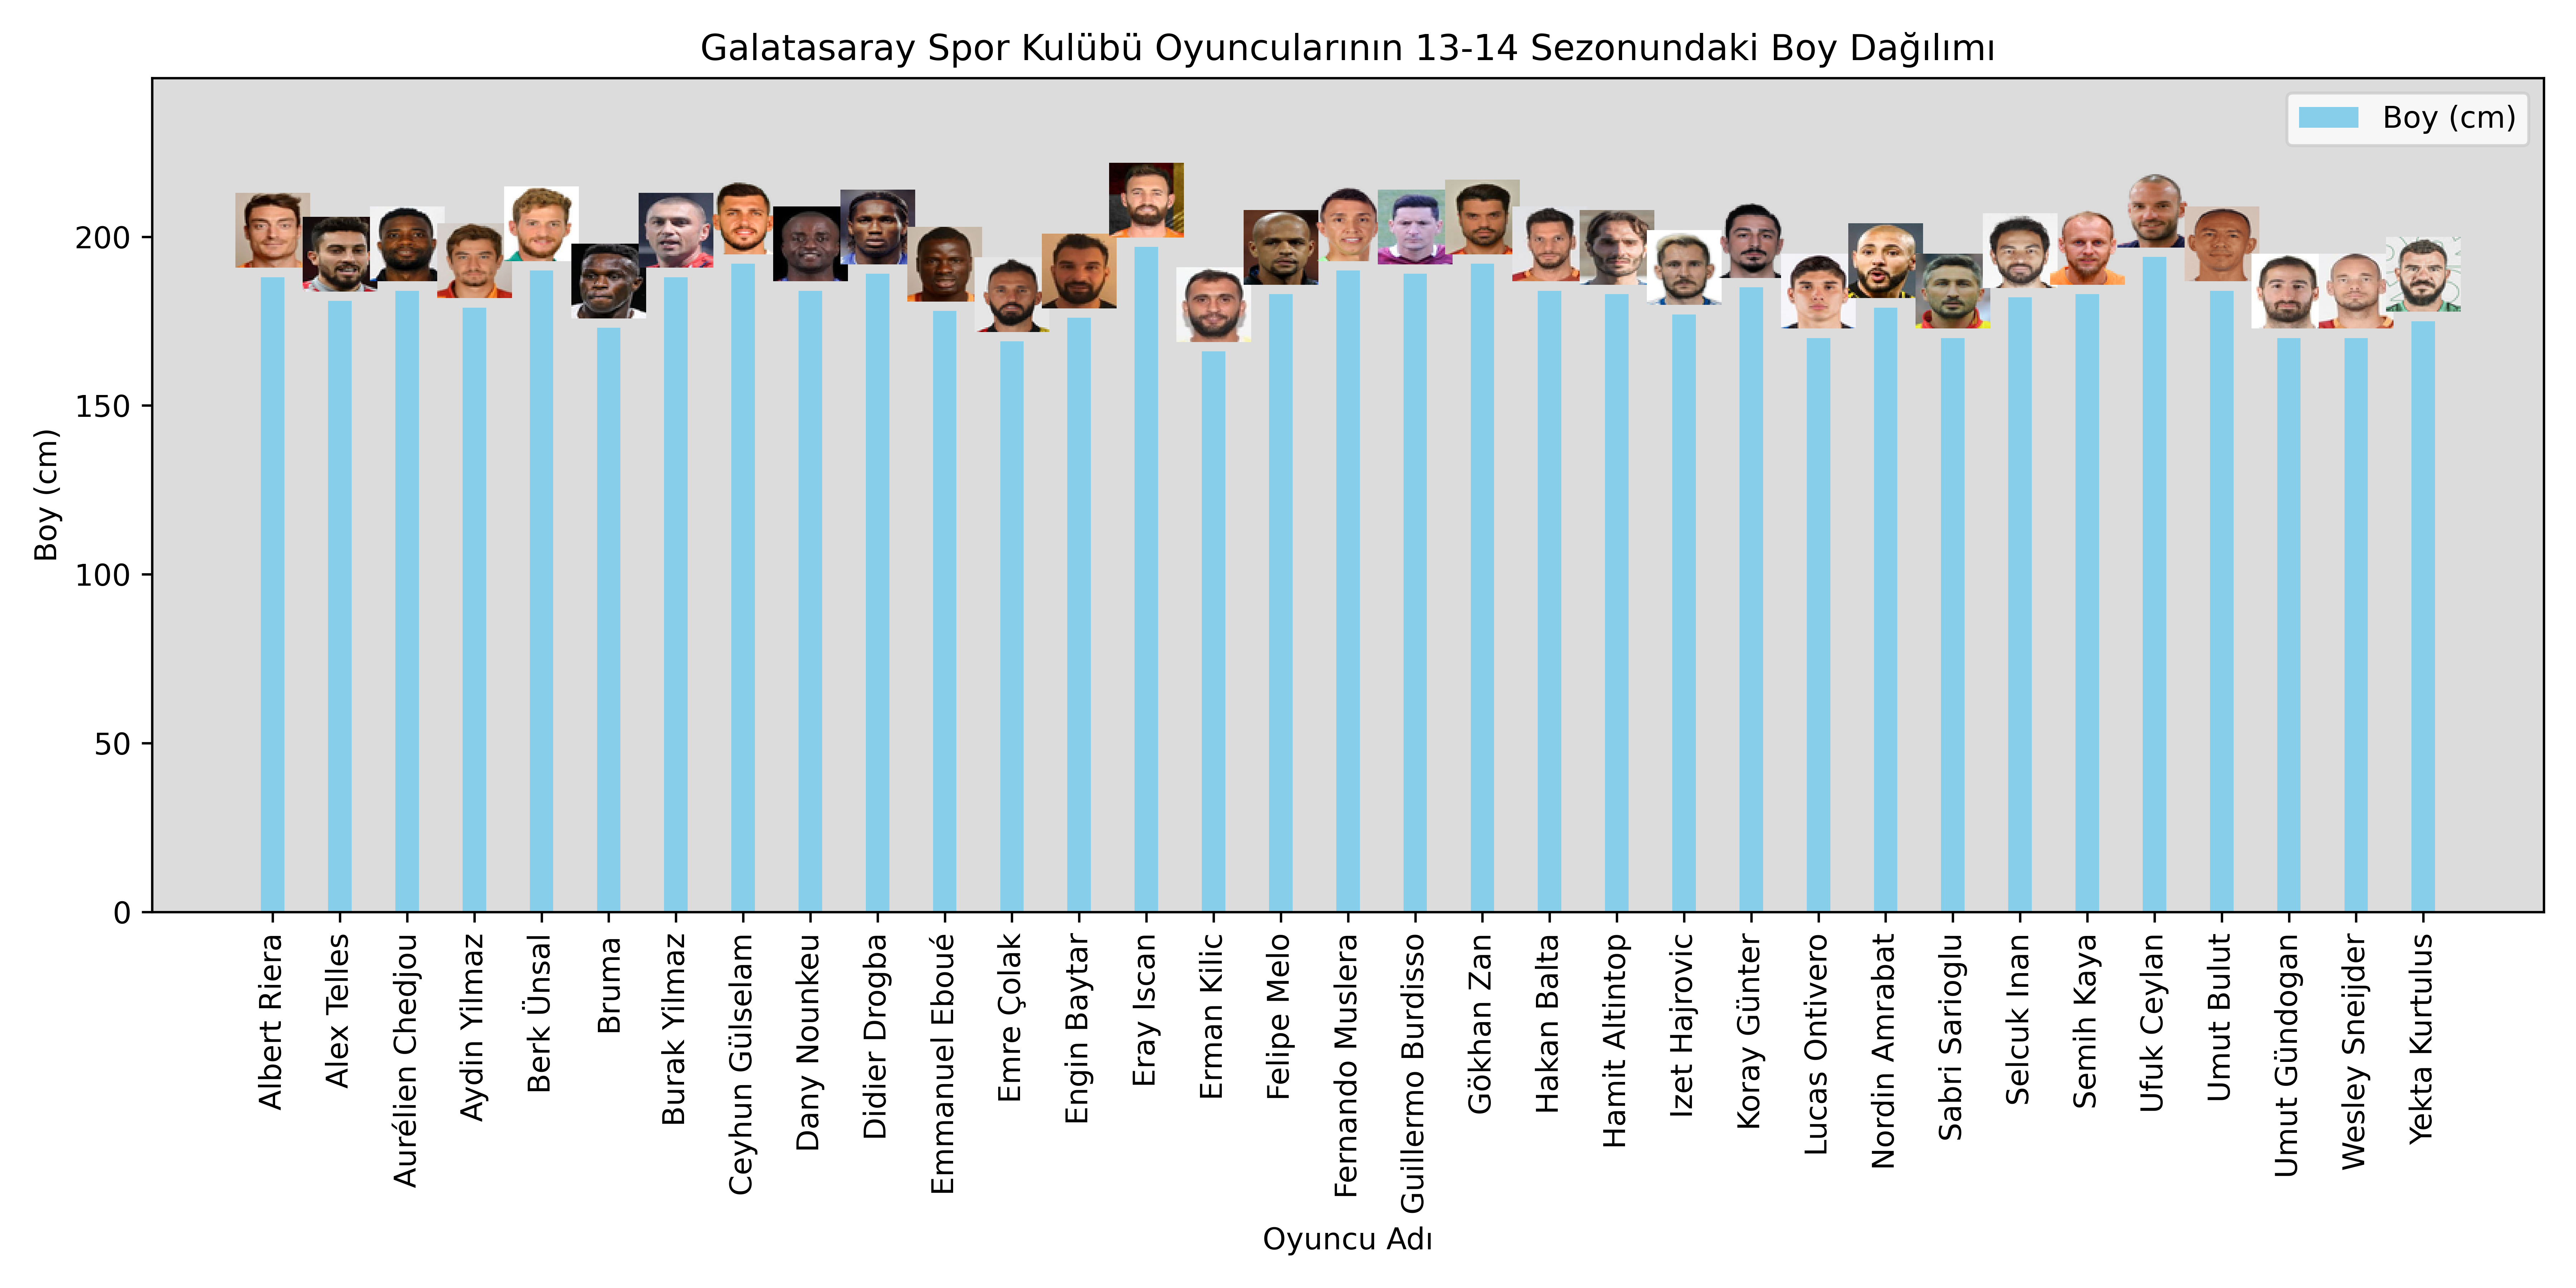 Galatasaray Spor Kulübü Oyuncularının 13-14 Sezonundaki Boy Dağılımı
Boy (cm)
Boy (cm)
200
150
100
50
0
Albert Riera
Alex Telles
Aurélien Chedjou
Aydin Yilmaz
Berk Ünsal
Bruma
Burak Yilmaz
Ceyhun Gülselam
Dany Nounkeu
Didier Drogba
Emmanuel Eboué
Emre Çolak
Engin Baytar
Eray Iscan
Erman Kilic
Felipe Melo
Fernando Muslera
Guillermo Burdisso
Gökhan Zan
Hakan Balta
Hamit Altintop
Izet Hajrovic
Koray Günter
Lucas Ontivero
Nordin Amrabat
Sabri Sarioglu
Selcuk Inan
Semih Kaya
Ufuk Ceylan
Umut Bulut
Umut Gündogan
Wesley Sneijder
Yekta Kurtulus
Oyuncu Adı